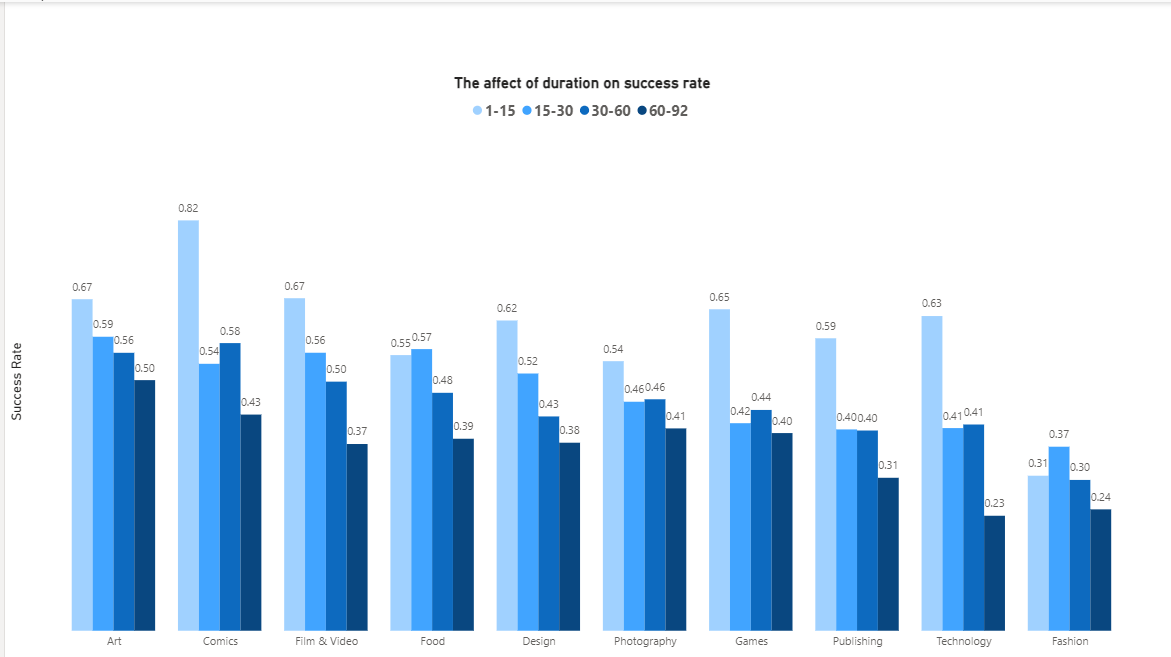 The affect of duration on success rate
1-15 15-30 30-60 60-92
Success Rate
0.67 0.59 0.56 0.50
0.82 0.54 0.58 0.43
0.67 0.56 0.50 0.37
0.55 0.57 0.48 0.39
0.62 0.52 0.43 0.38
0.54 0.46 0.46 0.41
0.65 0.42 0.44 0.40
0.59 0.40 0.40 0.31
0.63 0.41 0.41 0.23
0.31 0.37 0.30 0.24
Art Comics Film & Video Food Design Photography Games Publishing Technology Fashion